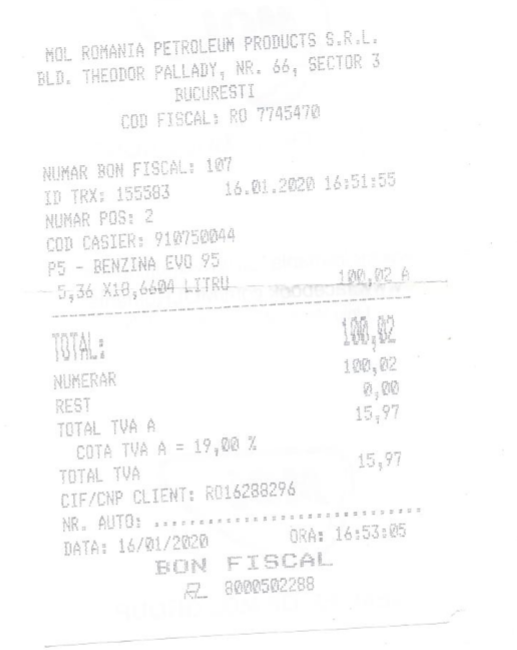 MOL ROMANIA PETROLEUM PRODUCTS S.R.L.
BLD. THEODOR PALLADY, NR. 66, SECTOR 3
BUCURESTI
COD FISCAL: RO 7745470
NUMAR BON FISCAL: 107
ID TRX: 155583 16.01.2020 16:51:55
NUMAR POS: 2
COD CASIER: 910750044
P5 - BENZINA EVO 95
5,36 X18,6604 LITRU 100,02 A
TOTAL: 100,02
NUMERAR 100,02
REST 0,00
TOTAL TVA A 15,97
COTA TVA A = 19,00 %
TOTAL TVA 15,97
CIF/CNP CLIENT: RO16288296
NR. AUTO: ..............................
DATA: 16/01/2020 ORA: 16:53:05
BON FISCAL
8000502288